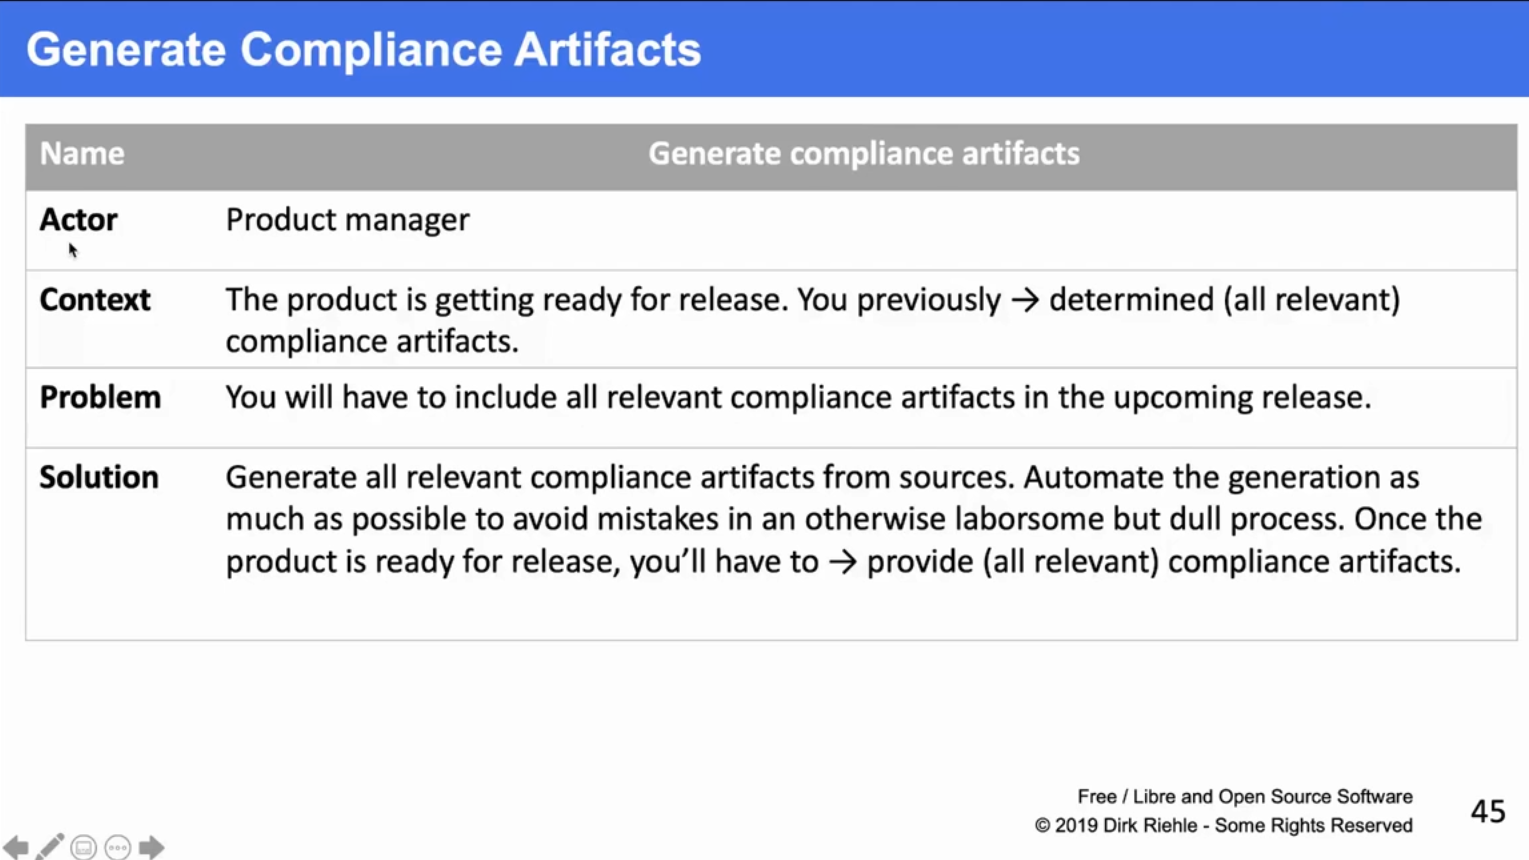 Generate Compliance Artifacts
Name Generate compliance artifacts
Actor Product manager
Context The product is getting ready for release. You previously → determined (all relevant)
compliance artifacts.
Problem You will have to include all relevant compliance artifacts in the upcoming release.
Solution Generate all relevant compliance artifacts from sources. Automate the generation as
much as possible to avoid mistakes in an otherwise laborsome but dull process. Once the
product is ready for release, you’ll have to → provide (all relevant) compliance artifacts.
Free / Libre and Open Source Software
© 2019 Dirk Riehle - Some Rights Reserved
45